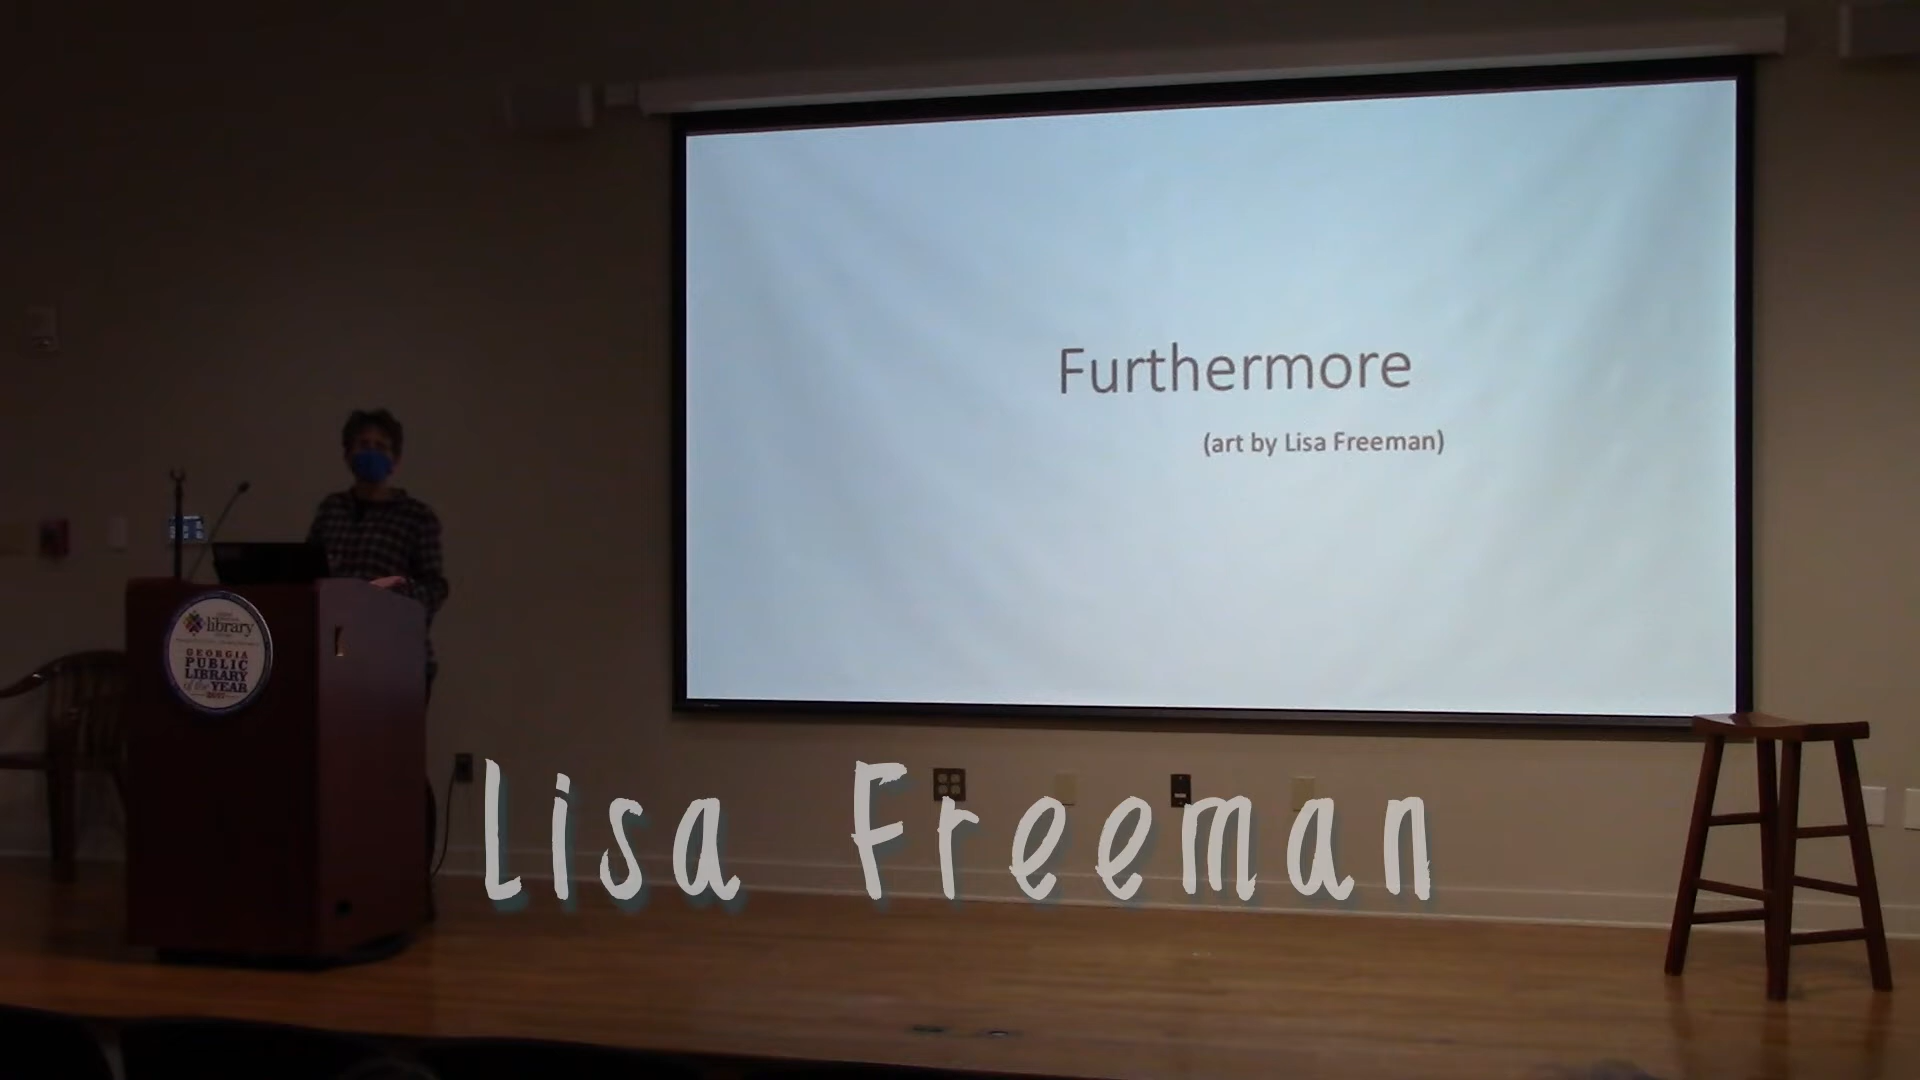 Furthermore
(art by Lisa Freeman)
library
GEORGIA
PUBLIC
LIBRARY
of the YEAR
Lisa Freeman